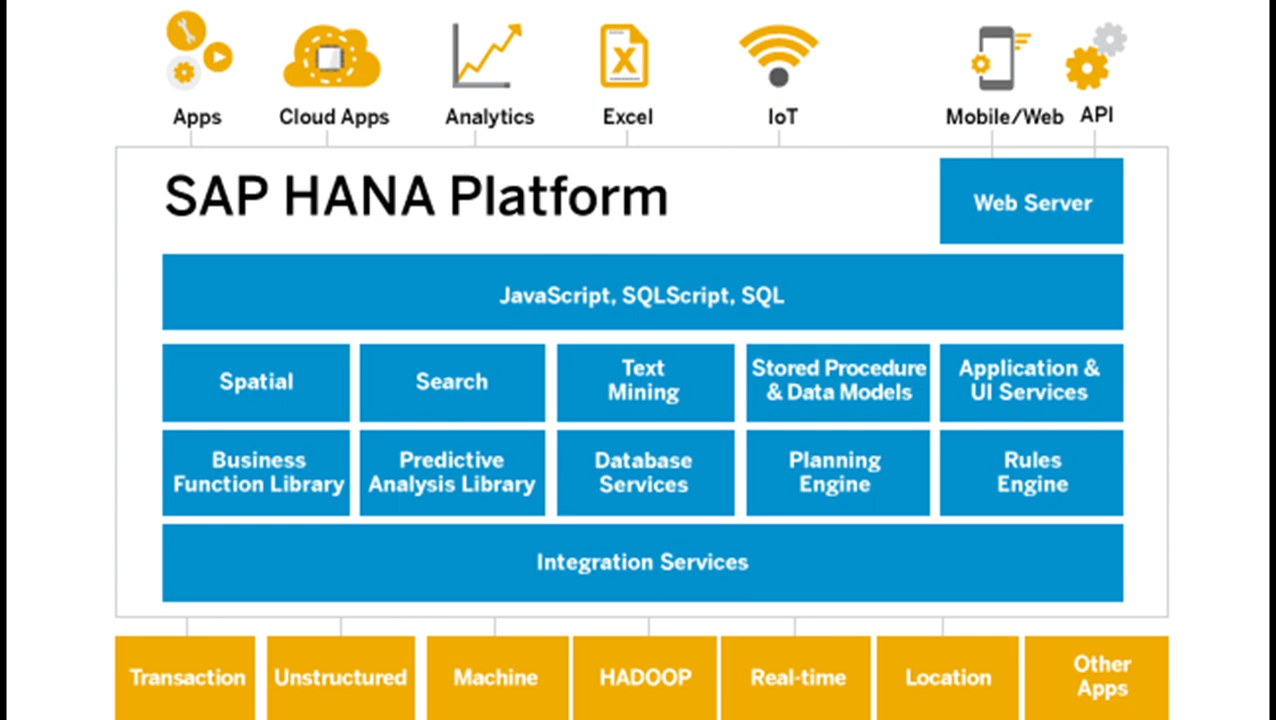 Apps
Cloud Apps
Analytics
Excel
IoT
Mobile/Web
API
SAP HANA Platform
Web Server
JavaScript, SQLScript, SQL
Spatial
Search
Text
Mining
Stored Procedure
& Data Models
Application &
UI Services
Business
Function Library
Predictive
Analysis Library
Database
Services
Planning
Engine
Rules
Engine
Integration Services
Transaction
Unstructured
Machine
HADOOP
Real-time
Location
Other
Apps